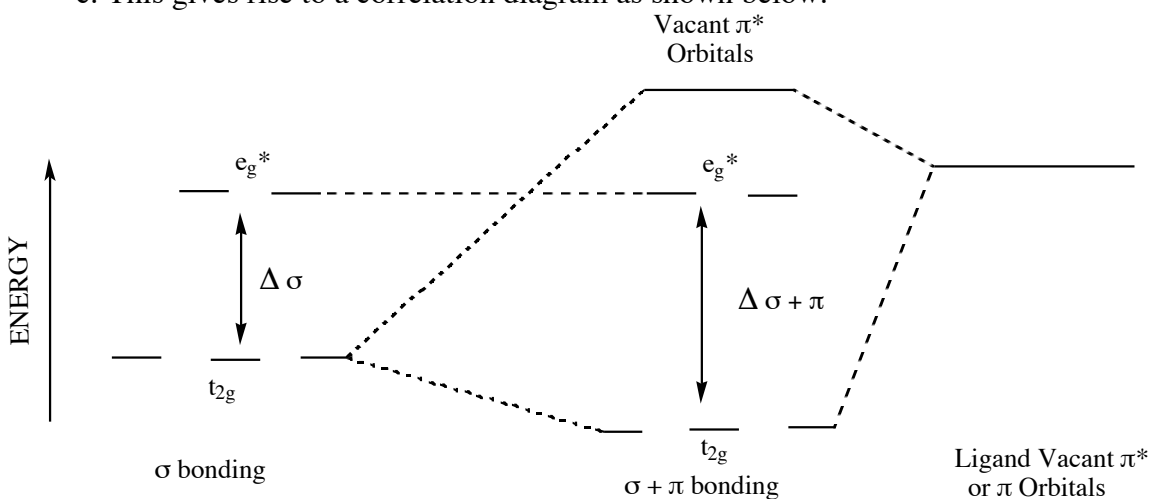 c. This gives rise to a correlation diagram as shown below.
Vacant π*
Orbitals
e_g*
e_g*
ENERGY
Δ σ
Δ σ + π
t_2g
t_2g
σ bonding
σ + π bonding
Ligand Vacant π*
or π Orbitals